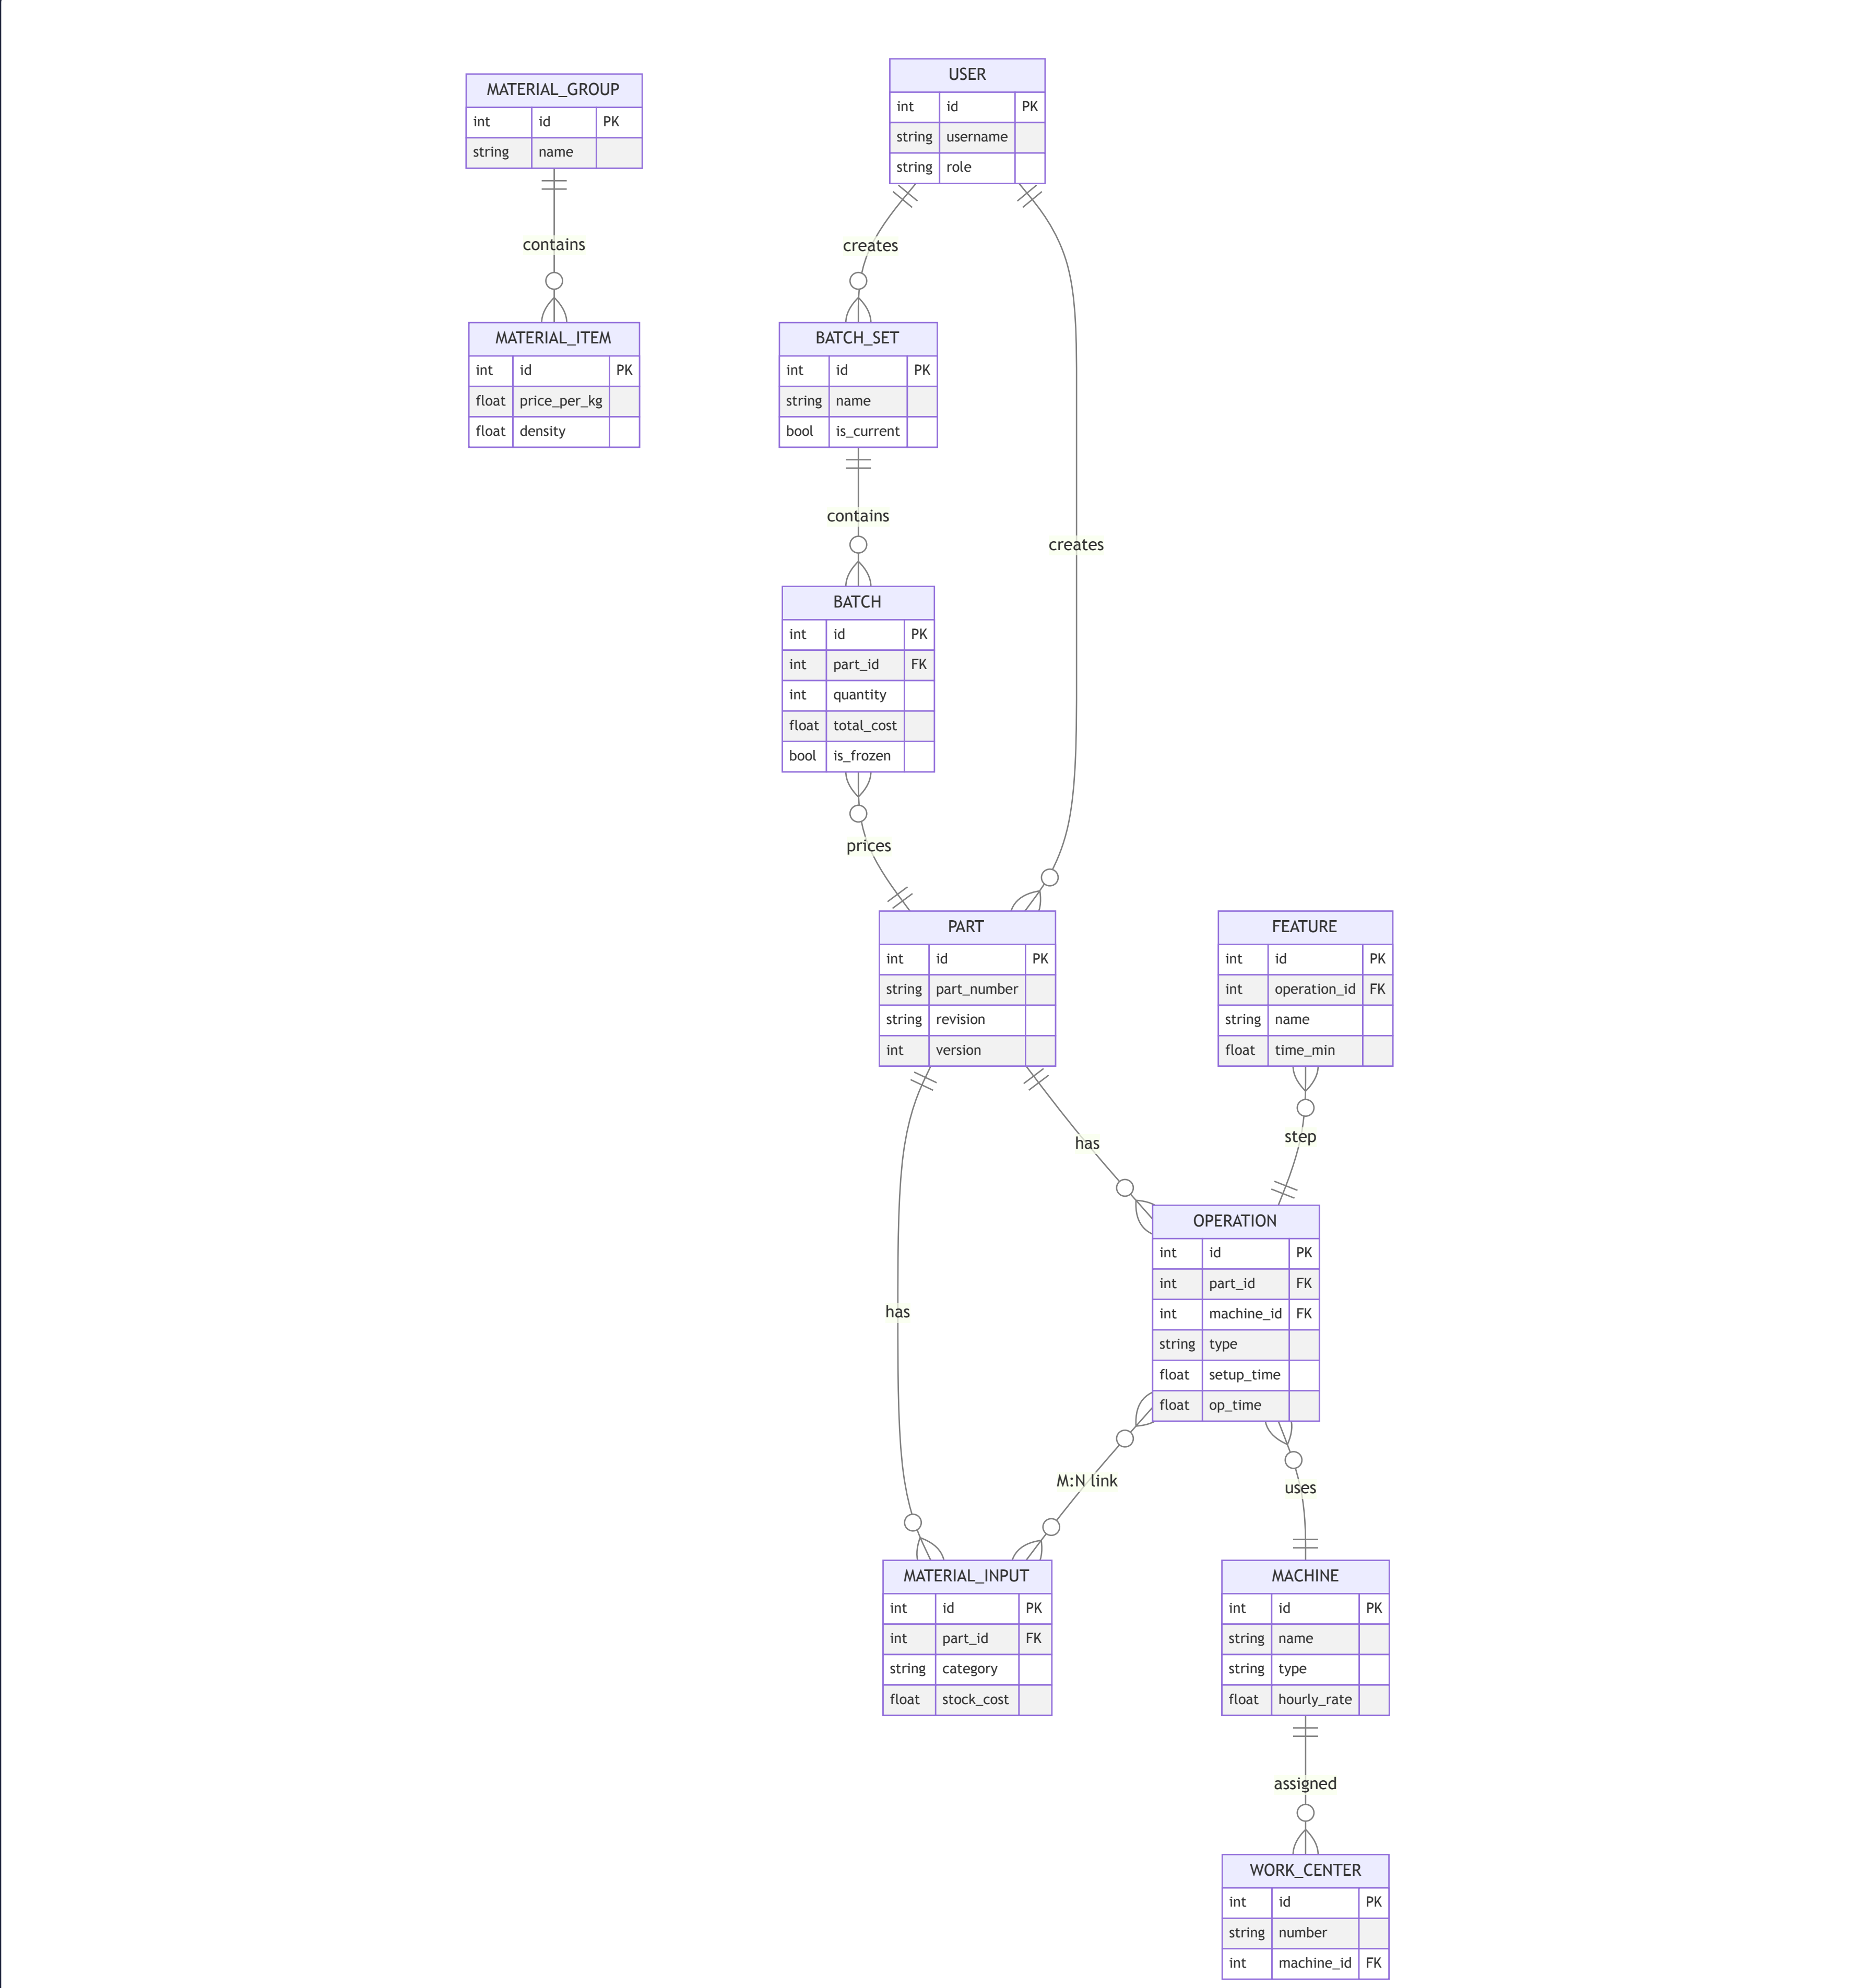 MATERIAL_GROUP
int id PK
string name
USER
int id PK
string username
string role
contains
creates
MATERIAL_ITEM
int id PK
float price_per_kg
float density
BATCH_SET
int id PK
string name
bool is_current
contains
creates
BATCH
int id PK
int part_id FK
int quantity
float total_cost
bool is_frozen
prices
PART
int id PK
string part_number
string revision
int version
FEATURE
int id PK
int operation_id FK
string name
float time_min
has
step
OPERATION
int id PK
int part_id FK
int machine_id FK
string type
float setup_time
float op_time
has
M:N link
uses
MATERIAL_INPUT
int id PK
int part_id FK
string category
float stock_cost
MACHINE
int id PK
string name
string type
float hourly_rate
assigned
WORK_CENTER
int id PK
string number
int machine_id FK